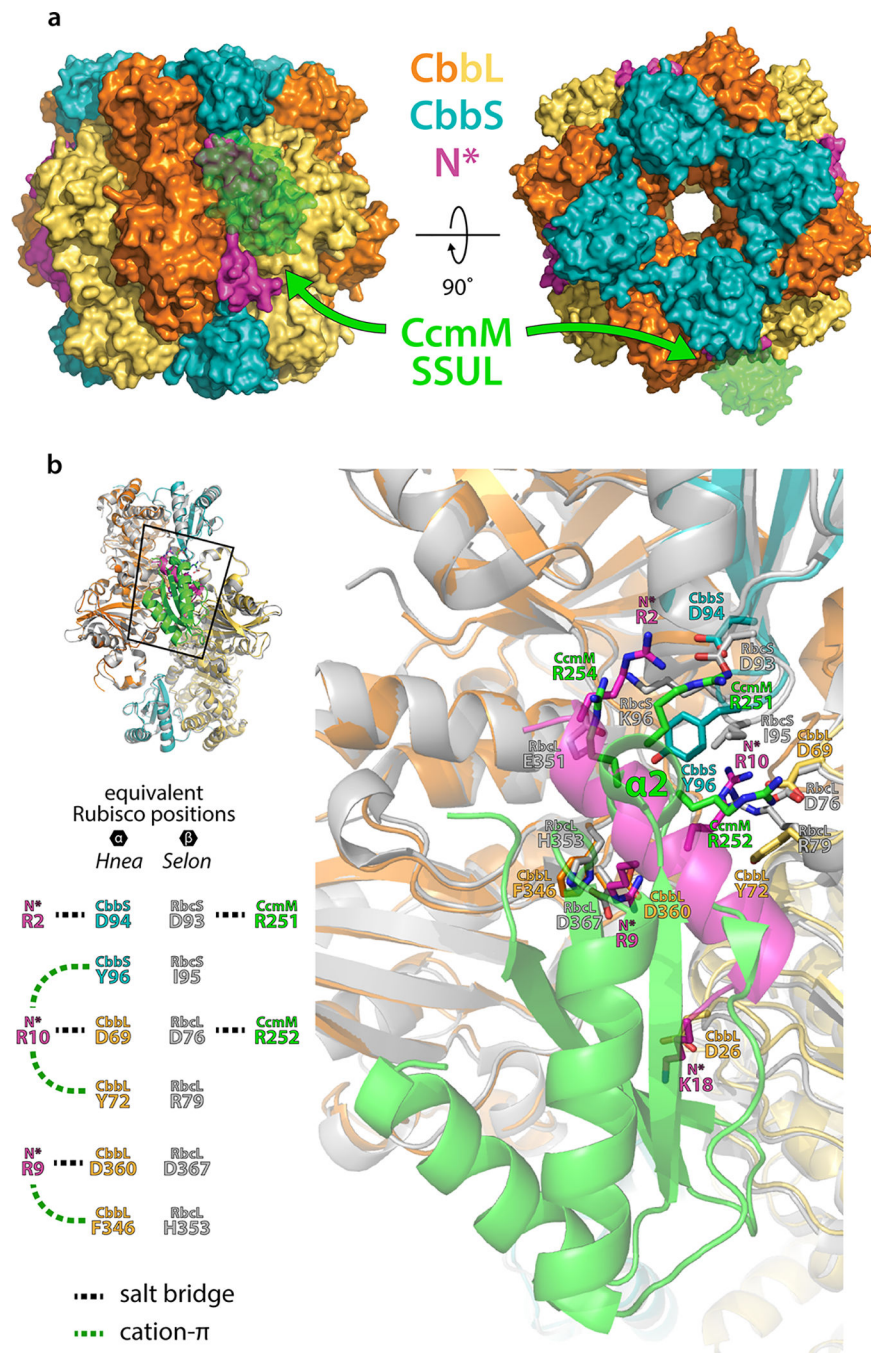 a
CbbL
CbbS
N*
90°
CcmM
SSUL
b
equivalent
Rubisco positions
α β
Hnea Selon
N* CbbS RbcS CcmM
R2 D94 D93 R251
CbbS RbcS
Y96 I95
N* CbbL RbcL CcmM
R10 D69 D76 R252
CbbL RbcL
Y72 R79
N* CbbL RbcL
R9 D360 D367
CbbL RbcL
F346 H353
salt bridge
cation-π
N*
R2
CbbS
D94
RbcS
D93
CcmM
R254
CcmM
R251
RbcS
K96
RbcS
I95
RbcL
E351
N*
R10
CbbL
D69
α2
CbbS
Y96
RbcL
D76
CcmM
R252
RbcL
R79
RbcL
H353
CbbL
F346
RbcL
D367
CbbL
D360
CbbL
Y72
N*
R9
CbbL
D26
N*
K18